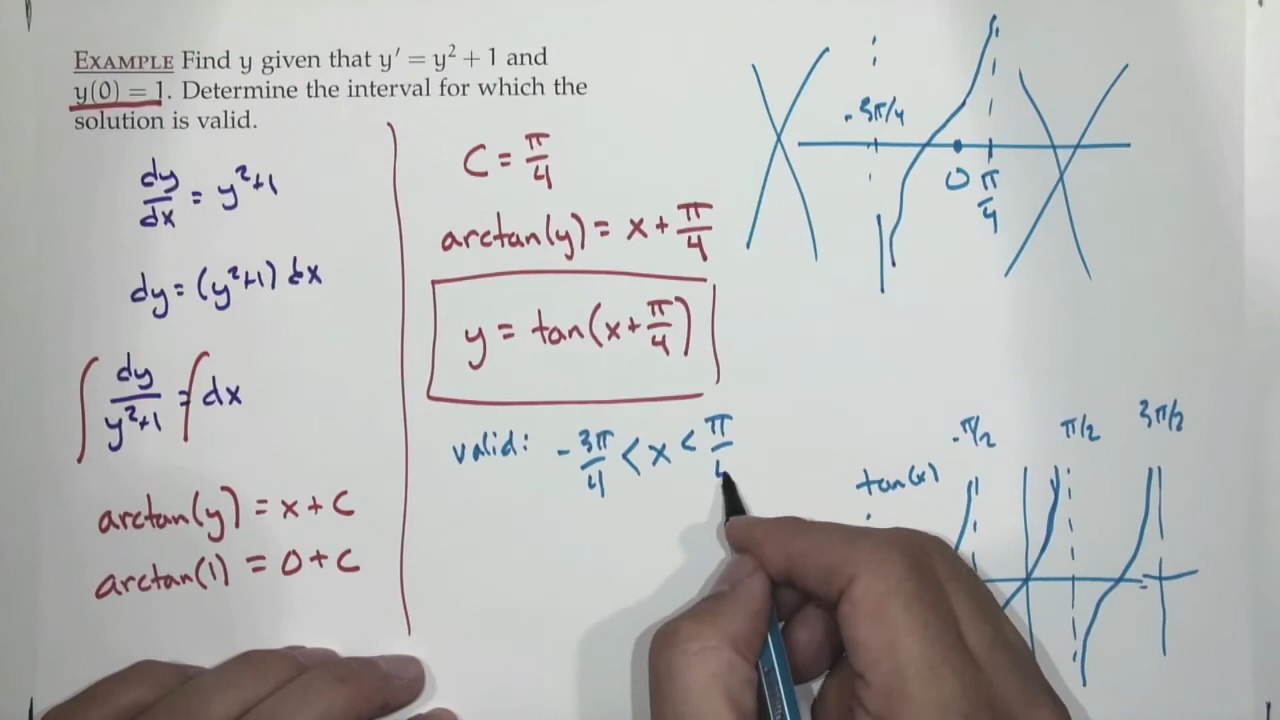 EXAMPLE Find y given that y′ = y² + 1 and
y(0) = 1. Determine the interval for which the
solution is valid.
dy/dx = y²+1
dy = (y²+1) dx
∫ dy/(y²+1) = ∫ dx
arctan(y) = x + C
arctan(1) = 0 + C
C = π/4
arctan(y) = x + π/4
y = tan(x + π/4)
valid: -3π/4 < x < π/4
-3π/4
0 π/4
-π/2 π/2 3π/2
tan(x)